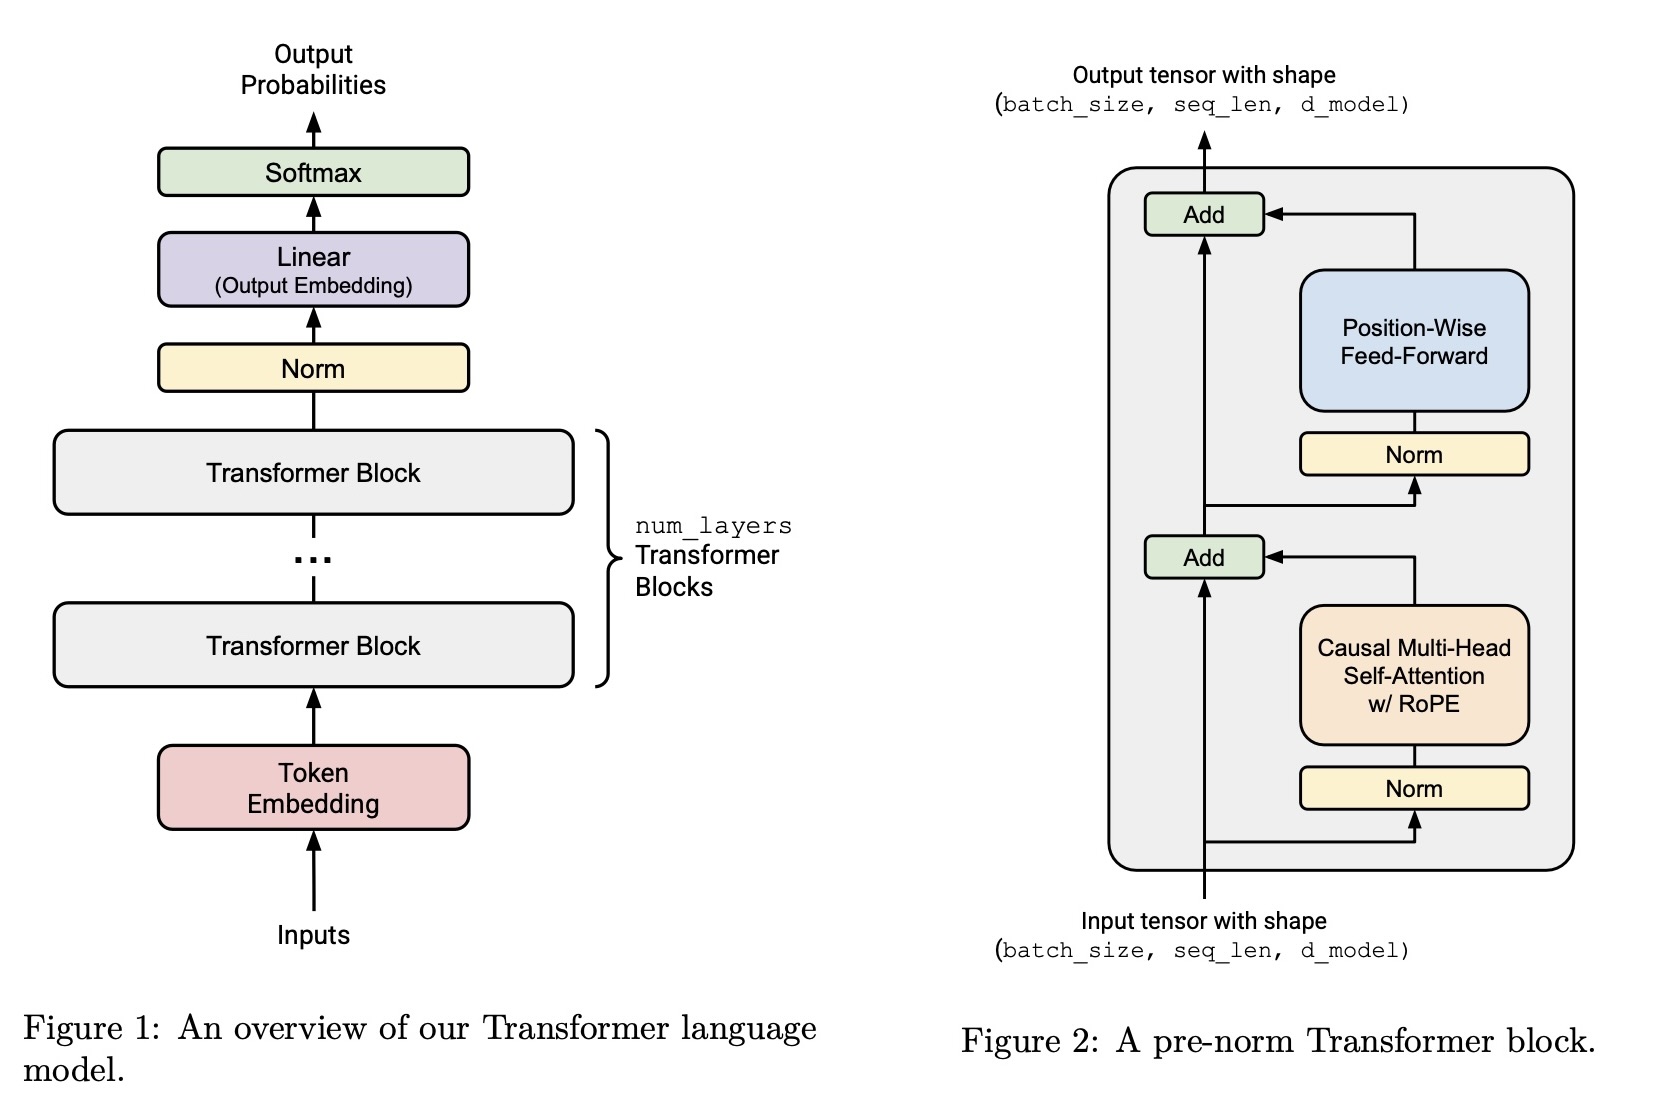 Output
Probabilities
Softmax
Linear
(Output Embedding)
Norm
Transformer Block
...
Transformer Block
num_layers
Transformer
Blocks
Token
Embedding
Inputs
Figure 1: An overview of our Transformer language
model.
Output tensor with shape
(batch_size, seq_len, d_model)
Add
Position-Wise
Feed-Forward
Norm
Add
Causal Multi-Head
Self-Attention
w/ RoPE
Norm
Input tensor with shape
(batch_size, seq_len, d_model)
Figure 2: A pre-norm Transformer block.